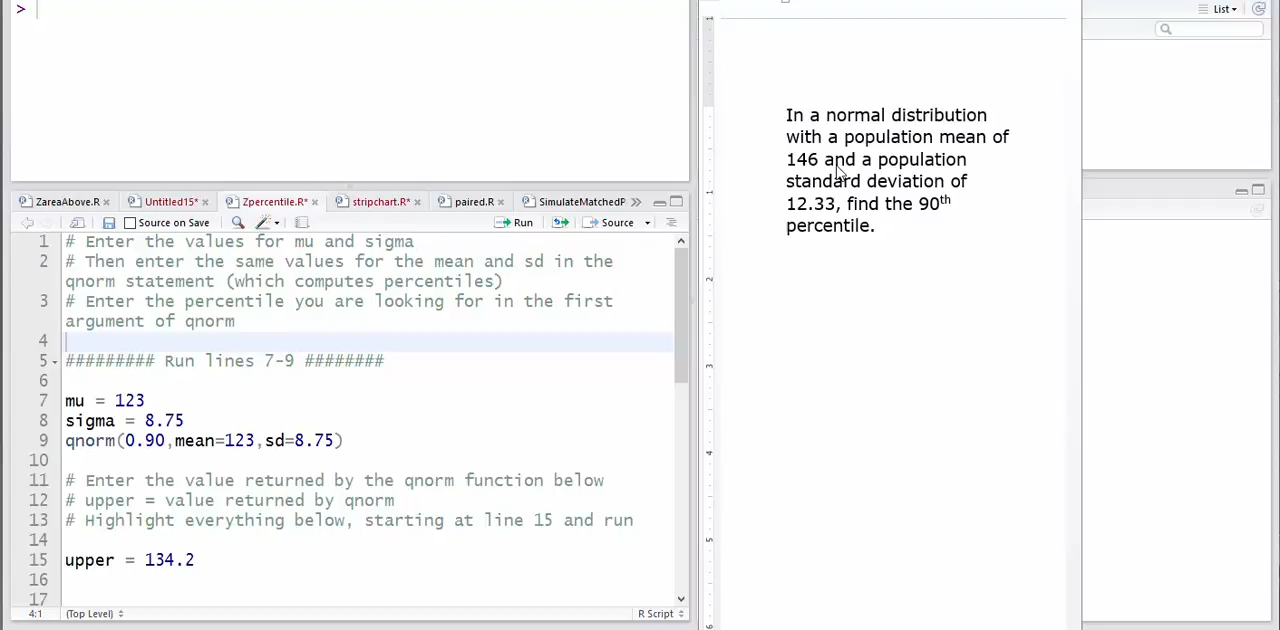 >
List
In a normal distribution
with a population mean of
146 and a population
standard deviation of
12.33, find the 90th
percentile.
ZareaAbove.R × Untitled15* × Zpercentile.R* × stripchart.R* × paired.R × SimulateMatchedP »
Source on Save Run Source
1 # Enter the values for mu and sigma
2 # Then enter the same values for the mean and sd in the
qnorm statement (which computes percentiles)
3 # Enter the percentile you are looking for in the first
argument of qnorm
4
5 ######### Run lines 7-9 ########
6
7 mu = 123
8 sigma = 8.75
9 qnorm(0.90,mean=123,sd=8.75)
10
11 # Enter the value returned by the qnorm function below
12 # upper = value returned by qnorm
13 # Highlight everything below, starting at line 15 and run
14
15 upper = 134.2
16
17
4:1 (Top Level) R Script
1
1
2
3
4
5
6